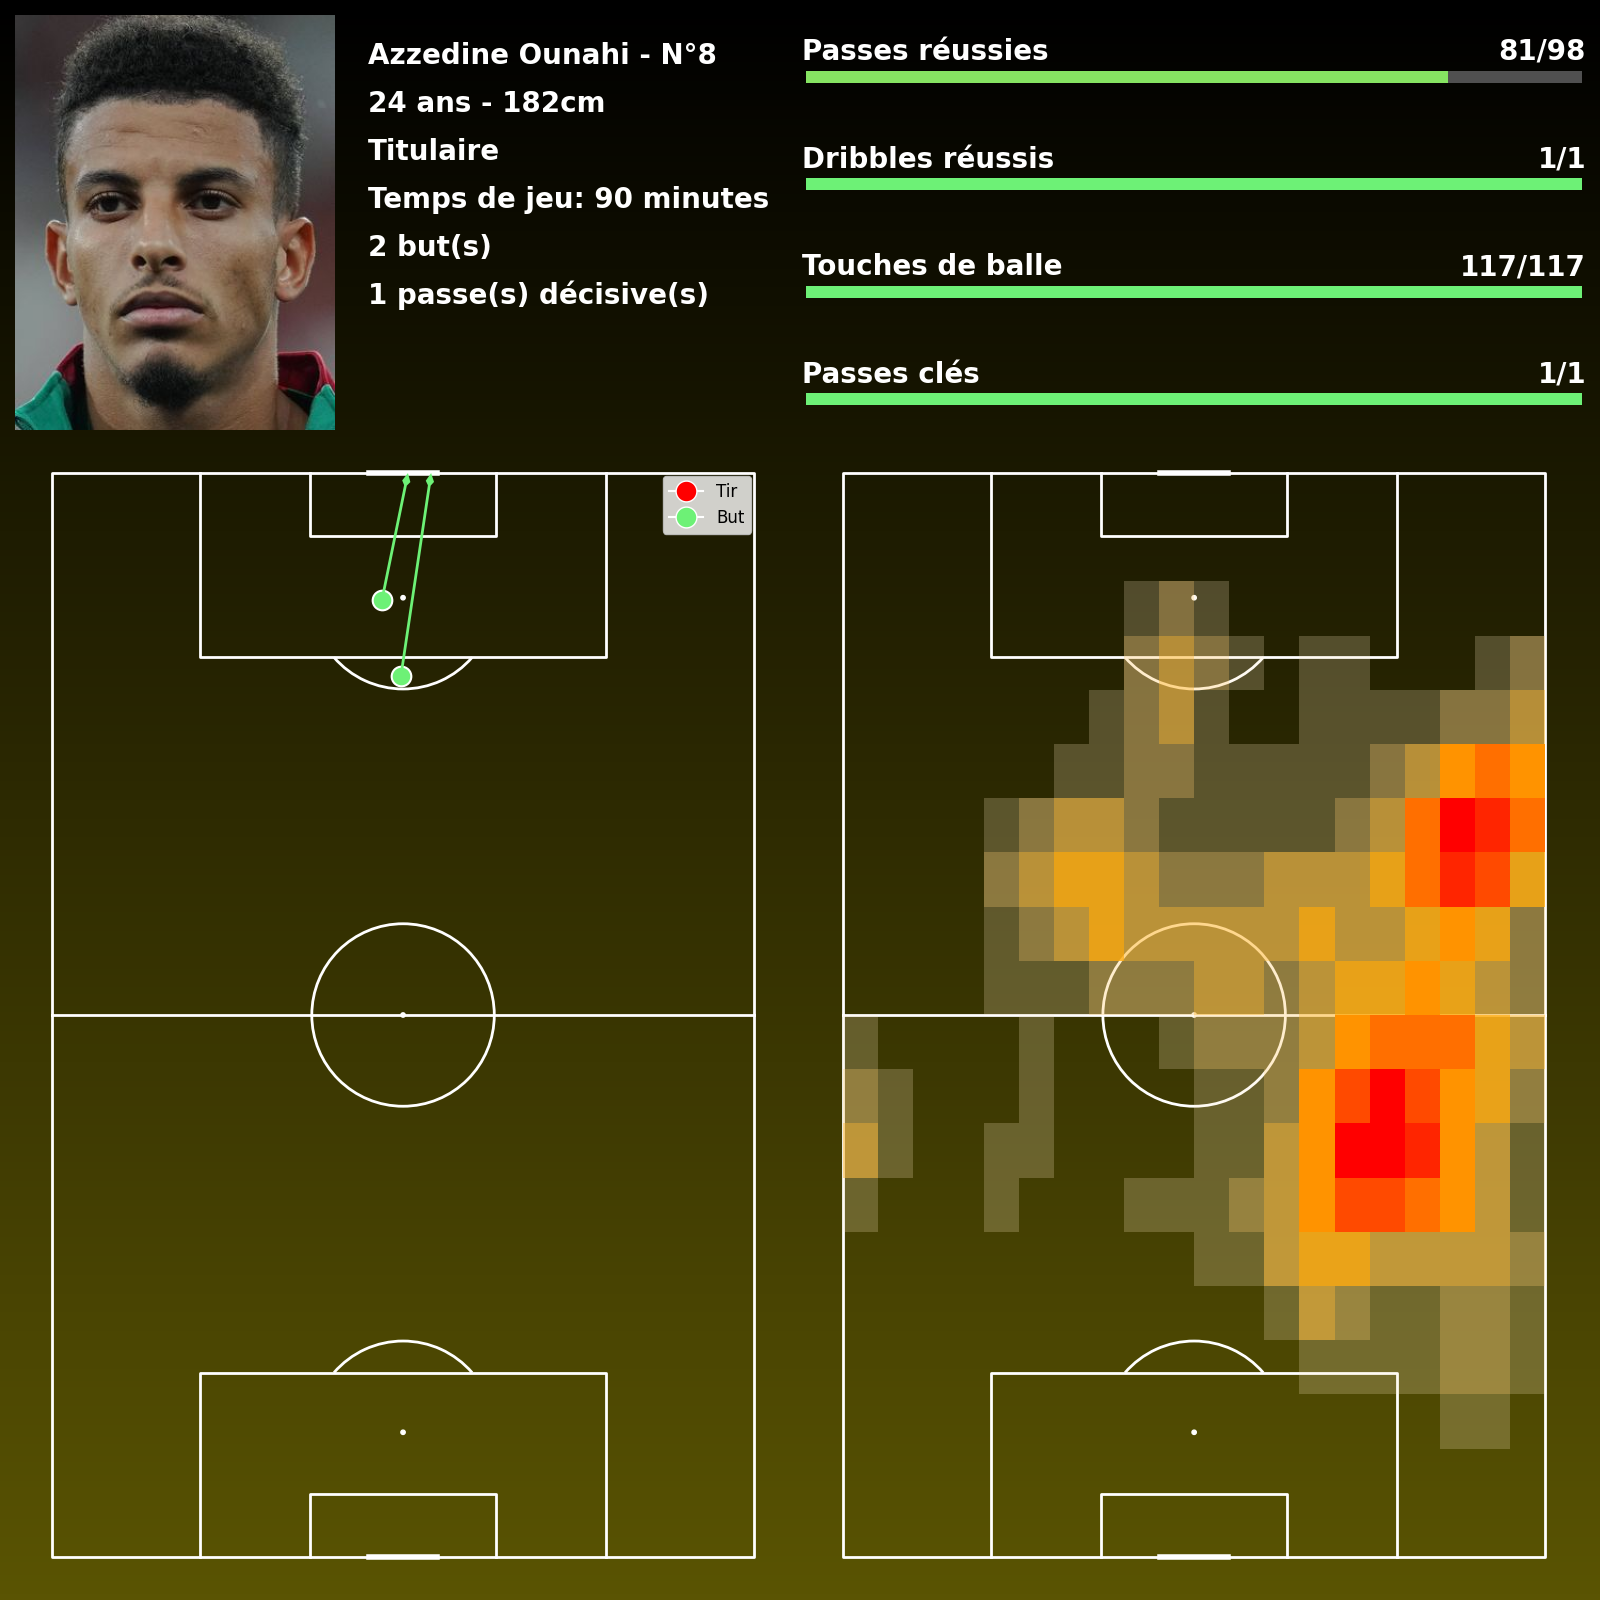 Azzedine Ounahi - N°8
24 ans - 182cm
Titulaire
Temps de jeu: 90 minutes
2 but(s)
1 passe(s) décisive(s)
Passes réussies 81/98
Dribbles réussis 1/1
Touches de balle 117/117
Passes clés 1/1
Tir
But